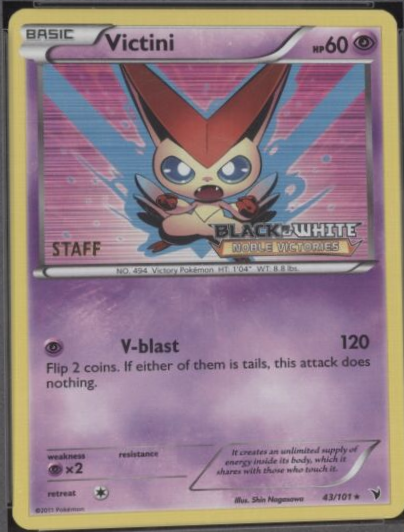 BASIC
Victini
HP60
STAFF
BLACK & WHITE
NOBLE VICTORIES
NO. 494 Victory Pokémon HT: 1'04" WT: 8.8 lbs.
V-blast 120
Flip 2 coins. If either of them is tails, this attack does
nothing.
weakness resistance
×2
retreat
It creates an unlimited supply of
energy inside its body, which it
shares with those who touch it.
©2011 Pokémon
Illus. Shin Nagasawa 43/101 ★